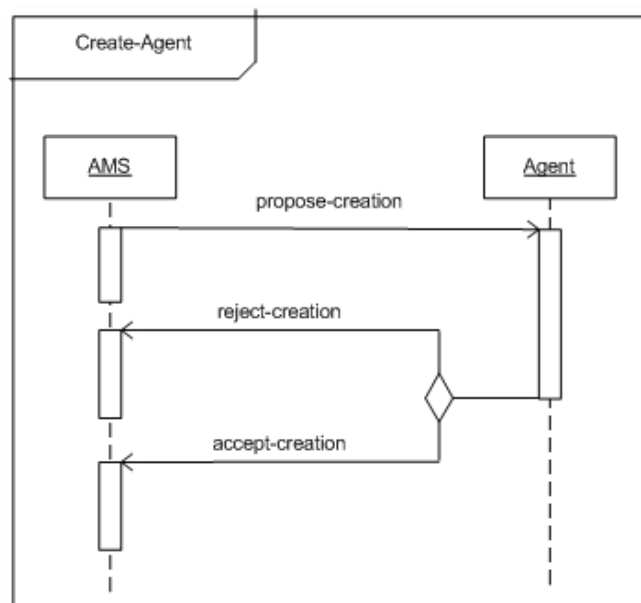 Create-Agent
AMS
Agent
propose-creation
reject-creation
accept-creation